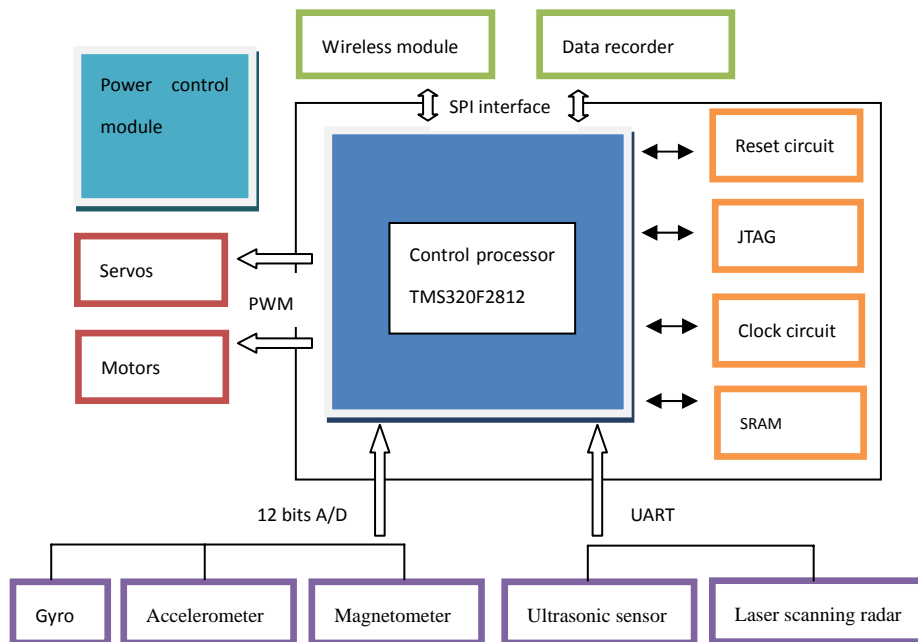 Wireless module
Data recorder
Power control
module
SPI interface
Reset circuit
JTAG
Control processor
TMS320F2812
Servos
PWM
Motors
Clock circuit
SRAM
12 bits A/D
UART
Gyro
Accelerometer
Magnetometer
Ultrasonic sensor
Laser scanning radar